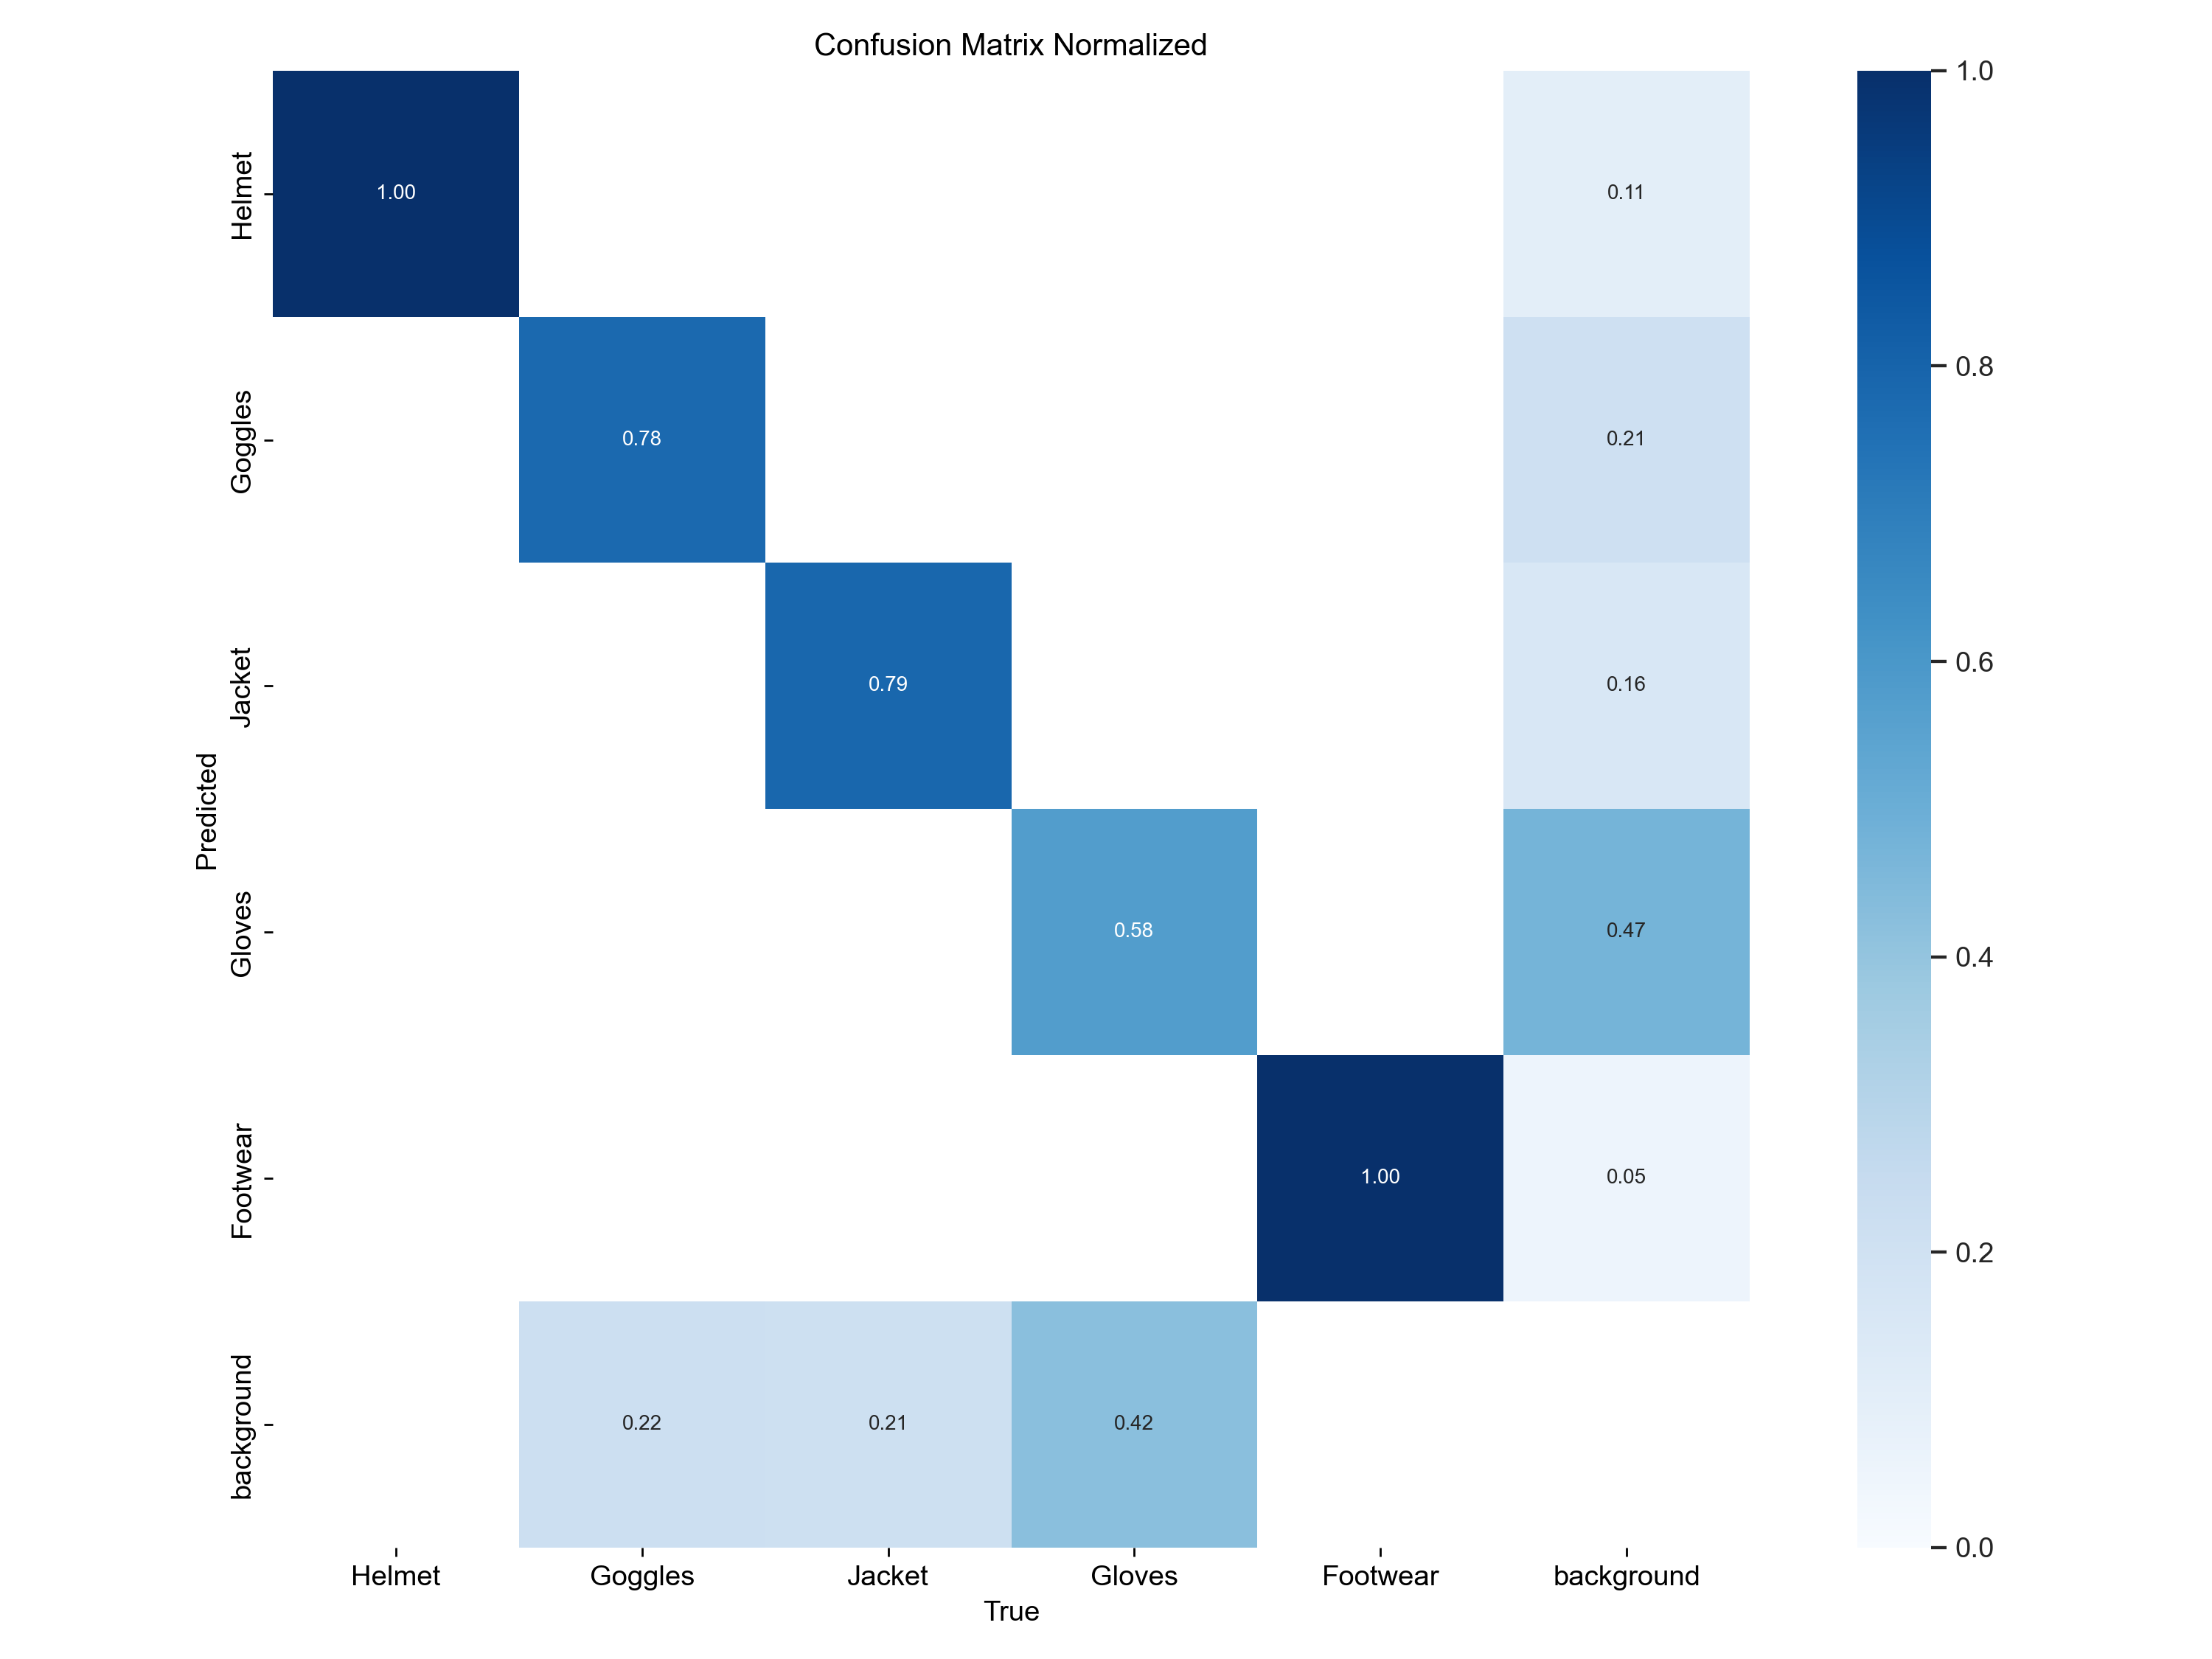 Confusion Matrix Normalized
Helmet
1.00
0.11
1.0
Goggles
0.78
0.21
0.8
Jacket
0.79
0.16
0.6
Predicted
Gloves
0.58
0.47
0.4
Footwear
1.00
0.05
0.2
background
0.22
0.21
0.42
0.0
Helmet Goggles Jacket Gloves Footwear background
True